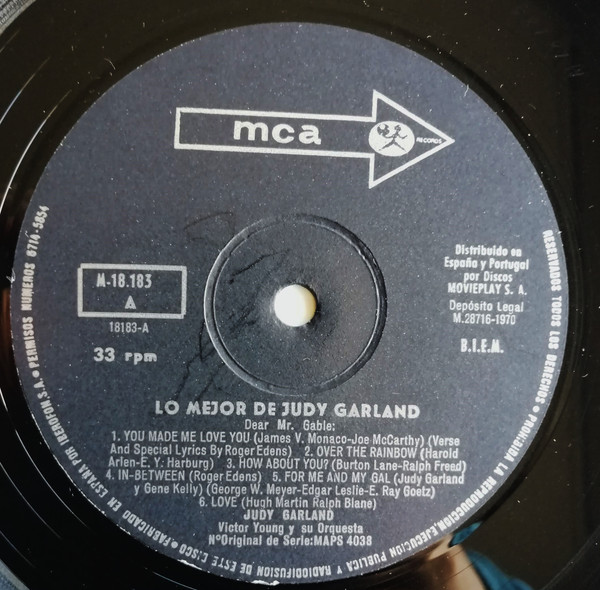 mca
RECORDS
M-18.183
A
18183-A
33 rpm
Distribuido en
España y Portugal
por Discos
MOVIEPLAY S. A.
Depósito Legal
M.28716-1970
B.I.E.M.
LO MEJOR DE JUDY GARLAND
Dear Mr. Gable:
1. YOU MADE ME LOVE YOU (James V. Monaco-Joe McCarthy) (Verse
And Special Lyrics By Roger Edens) 2. OVER THE RAINBOW (Harold
Arlen-E. Y. Harburg) 3. HOW ABOUT YOU? (Burton Lane-Ralph Freed)
4. IN-BETWEEN (Roger Edens) 5. FOR ME AND MY GAL (Judy Garland
y Gene Kelly) (George W. Meyer-Edgar Leslie-E. Ray Goetz)
6. LOVE (Hugh Martin Ralph Blane)
JUDY GARLAND
Victor Young y su Orquesta
NºOriginal de Serie:MAPS 4038
RESERVADOS TODOS LOS DERECHOS • PROHIBIDA LA REPRODUCCION, EJECUCION PUBLICA Y RADIODIFUSION DE ESTE DISCO • FABRICADO EN ESPAÑA POR IBEROFON S.A. • PERMISOS NUMEROS 6714-5854